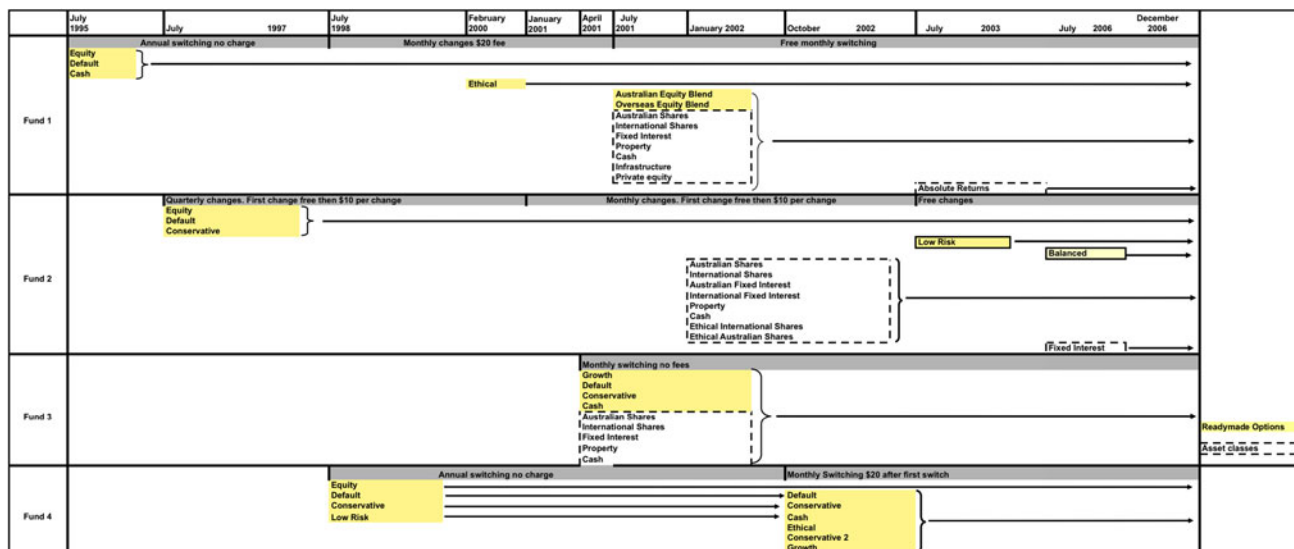 July 1995
July 1997
July 1998
February 2000
January 2001
April 2001
July 2001
January 2002
October 2002
July 2003
July 2006
December 2006
Fund 1
Annual switching no charge
Monthly changes $20 fee
Free monthly switching
Equity
Default
Cash
Ethical
Australian Equity Blend
Overseas Equity Blend
Australian Shares
International Shares
Fixed Interest
Property
Cash
Infrastructure
Private equity
Absolute Returns
Fund 2
Quarterly changes. First change free then $10 per change
Monthly changes. First change free then $10 per change
Free changes
Equity
Default
Conservative
Low Risk
Balanced
Australian Shares
International Shares
Australian Fixed Interest
International Fixed Interest
Property
Cash
Ethical International Shares
Ethical Australian Shares
Fixed Interest
Fund 3
Monthly switching no fees
Growth
Default
Conservative
Cash
Australian Shares
International Shares
Fixed Interest
Property
Cash
Readymade Options
Asset classes
Fund 4
Annual switching no charge
Monthly Switching $20 after first switch
Equity
Default
Conservative
Low Risk
Default
Conservative
Cash
Ethical
Conservative 2
Growth